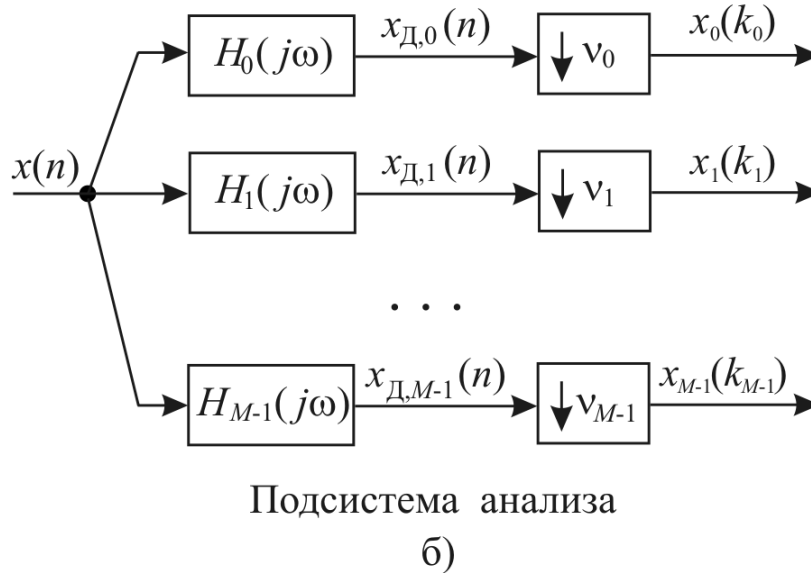 H₀(jω) x_Д,₀(n) ↓ν₀ x₀(k₀)
x(n) H₁(jω) x_Д,₁(n) ↓ν₁ x₁(k₁)
. . .
H_M-1(jω) x_Д,M-1(n) ↓ν_M-1 x_M-1(k_M-1)
Подсистема анализа
б)